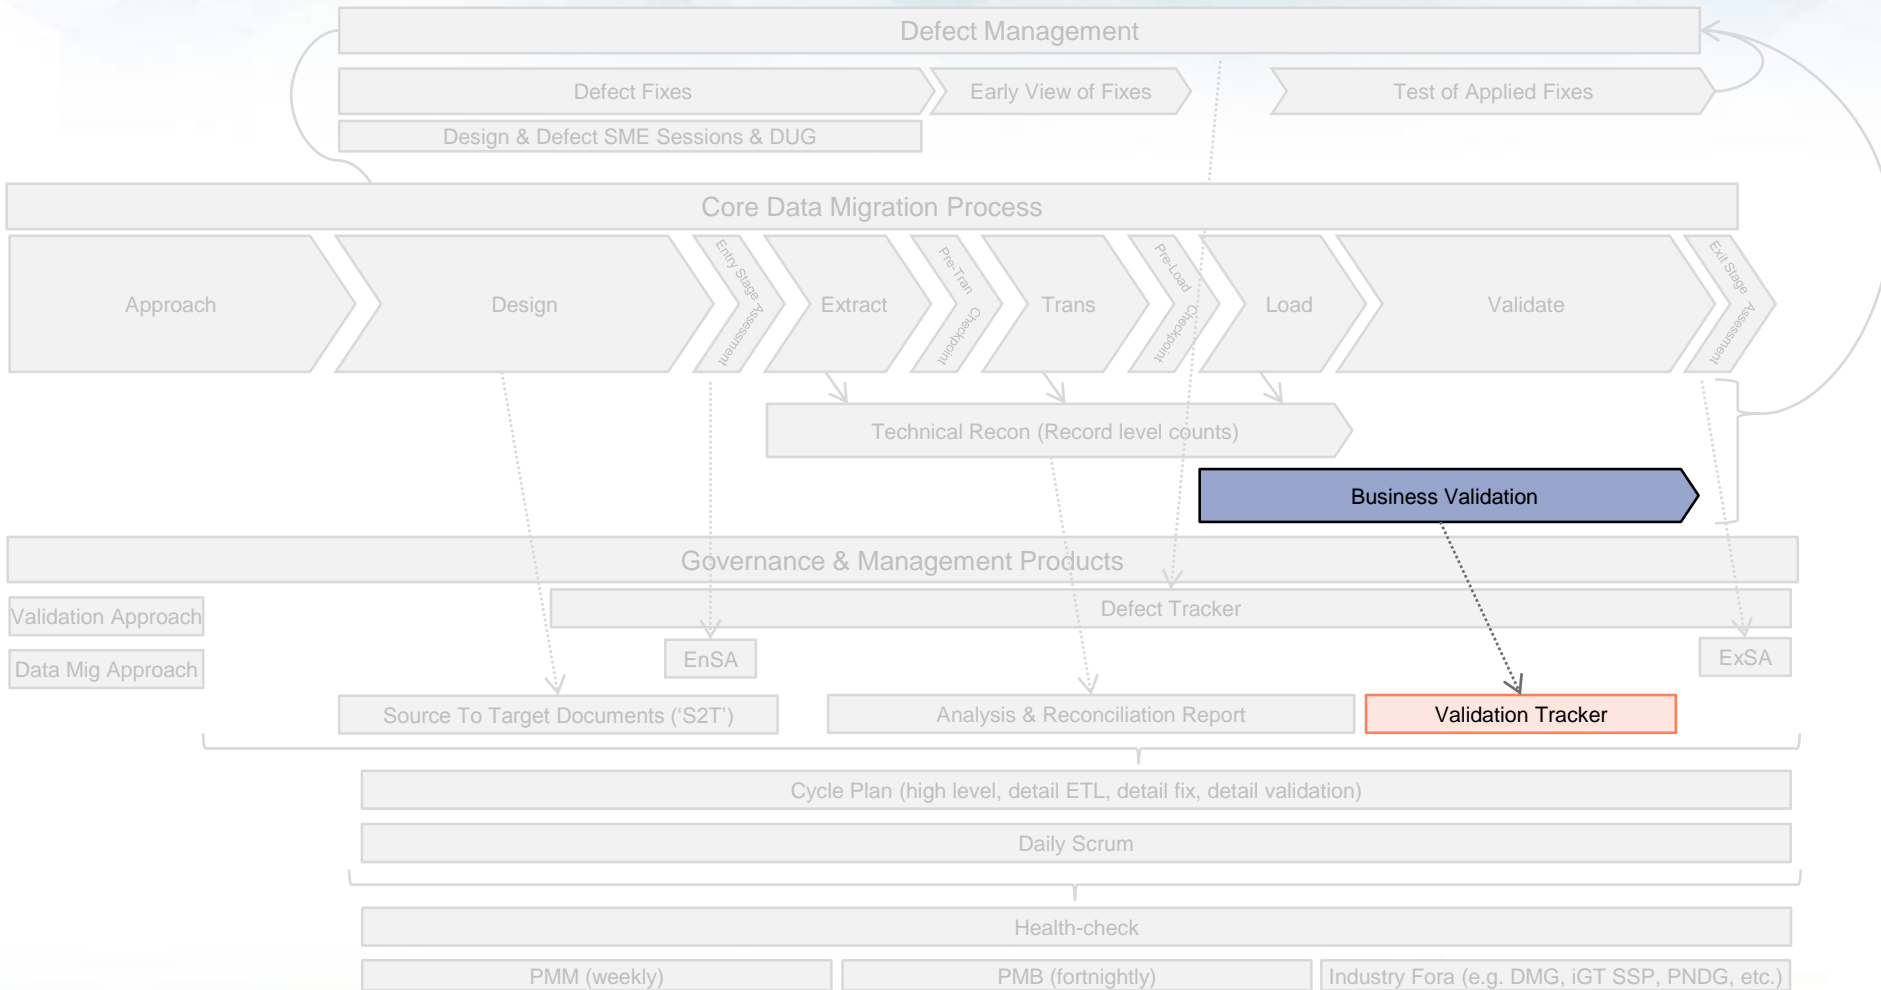 Defect Management
Defect Fixes
Early View of Fixes
Test of Applied Fixes
Design & Defect SME Sessions & DUG
Core Data Migration Process
Approach
Design
Entry Stage
Assessment
Extract
Pre-Tran
Checkpoint
Trans
Pre-Load
Checkpoint
Load
Validate
Exit Stage
Assessment
Technical Recon (Record level counts)
Business Validation
Governance & Management Products
Validation Approach
Defect Tracker
Data Mig Approach
EnSA
ExSA
Source To Target Documents (‘S2T’)
Analysis & Reconciliation Report
Validation Tracker
Cycle Plan (high level, detail ETL, detail fix, detail validation)
Daily Scrum
Health-check
PMM (weekly)
PMB (fortnightly)
Industry Fora (e.g. DMG, iGT SSP, PNDG, etc.)